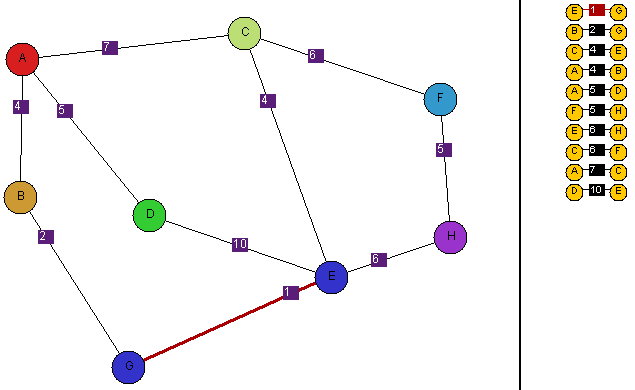 A 7 C 6 F
4 5 4 5
B D 10 E 6 H
2 1
G
E 1 G
B 2 G
C 4 E
A 4 B
A 5 D
F 5 H
E 6 H
C 6 F
A 7 C
D 10 E